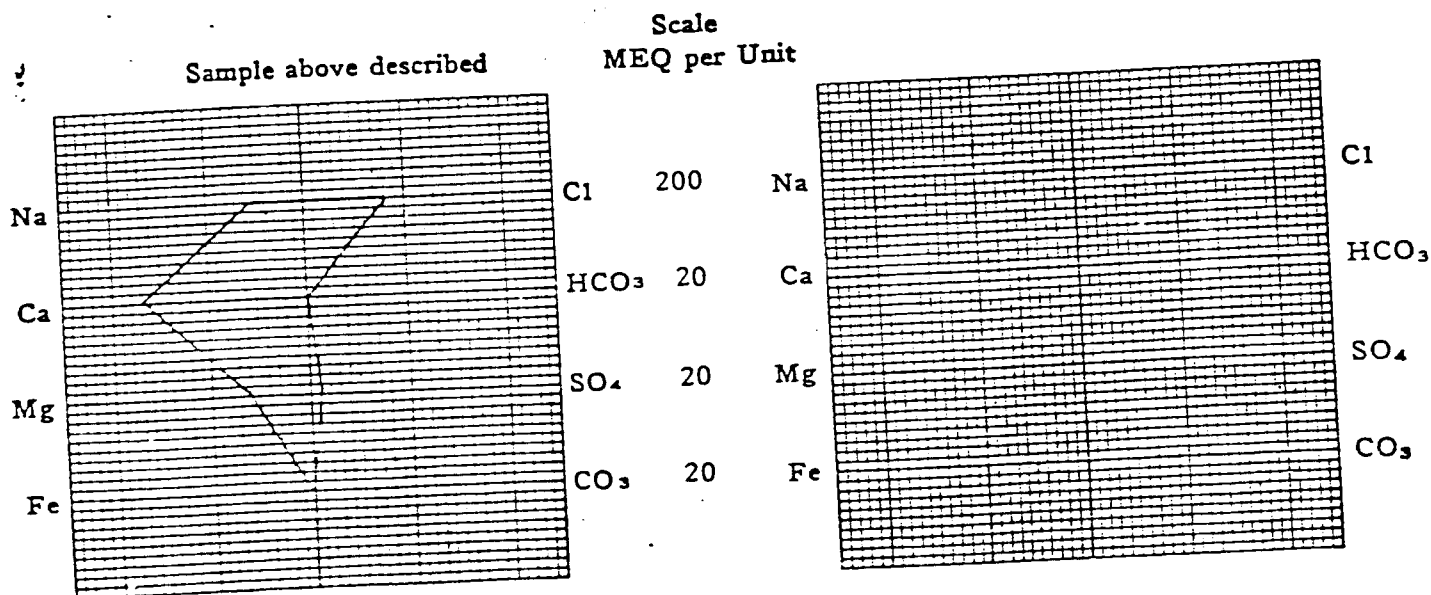 Scale
MEQ per Unit
Sample above described
Na
Cl
200
Na
Cl
Ca
HCO₃
20
Ca
HCO₃
Mg
SO₄
20
Mg
SO₄
Fe
CO₃
20
Fe
CO₃